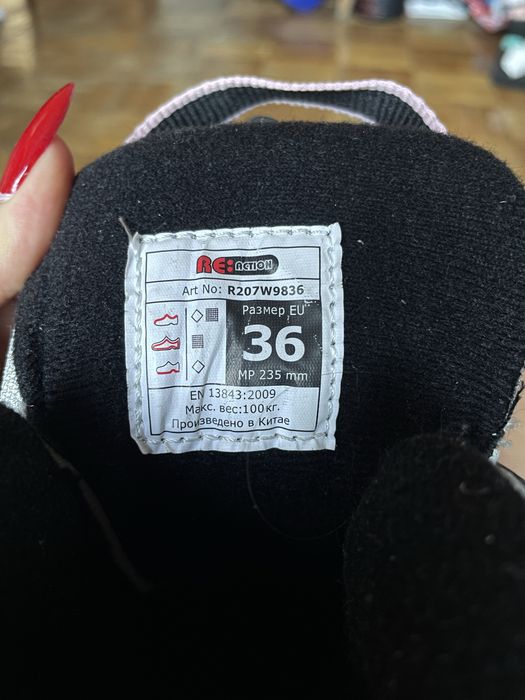 RE:ACTION
Art No: R207W9836
Размер EU
36
MP 235 mm
EN 13843:2009
Макс. вес:100кг.
Произведено в Китае